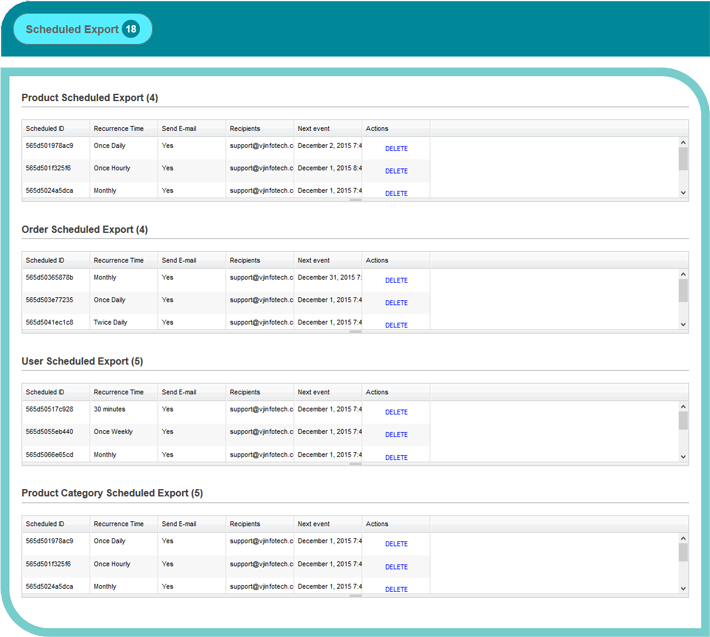 Scheduled Export 18
Product Scheduled Export (4)
Scheduled ID Recurrence Time Send E-mail Recipients Next event Actions
565d501978ac9 Once Daily Yes support@vjinfotech.c December 2, 2015 7:4 DELETE
565d501f325f6 Once Hourly Yes support@vjinfotech.c December 1, 2015 8:4 DELETE
565d5024a5dca Monthly Yes support@vjinfotech.c December 1, 2015 7:4 DELETE
Order Scheduled Export (4)
Scheduled ID Recurrence Time Send E-mail Recipients Next event Actions
565d50365878b Monthly Yes support@vjinfotech.c December 31, 2015 7: DELETE
565d503e77235 Once Daily Yes support@vjinfotech.c December 1, 2015 7:4 DELETE
565d5041ec1c8 Twice Daily Yes support@vjinfotech.c December 1, 2015 7:4 DELETE
User Scheduled Export (5)
Scheduled ID Recurrence Time Send E-mail Recipients Next event Actions
565d50517c928 30 minutes Yes support@vjinfotech.c December 1, 2015 7:4 DELETE
565d5055eb440 Once Weekly Yes support@vjinfotech.c December 1, 2015 7:4 DELETE
565d5066e65cd Monthly Yes support@vjinfotech.c December 1, 2015 7:4 DELETE
Product Category Scheduled Export (5)
Scheduled ID Recurrence Time Send E-mail Recipients Next event Actions
565d501978ac9 Once Daily Yes support@vjinfotech.c December 1, 2015 7:4 DELETE
565d501f325f6 Once Hourly Yes support@vjinfotech.c December 1, 2015 7:4 DELETE
565d5024a5dca Monthly Yes support@vjinfotech.c December 1, 2015 7:4 DELETE